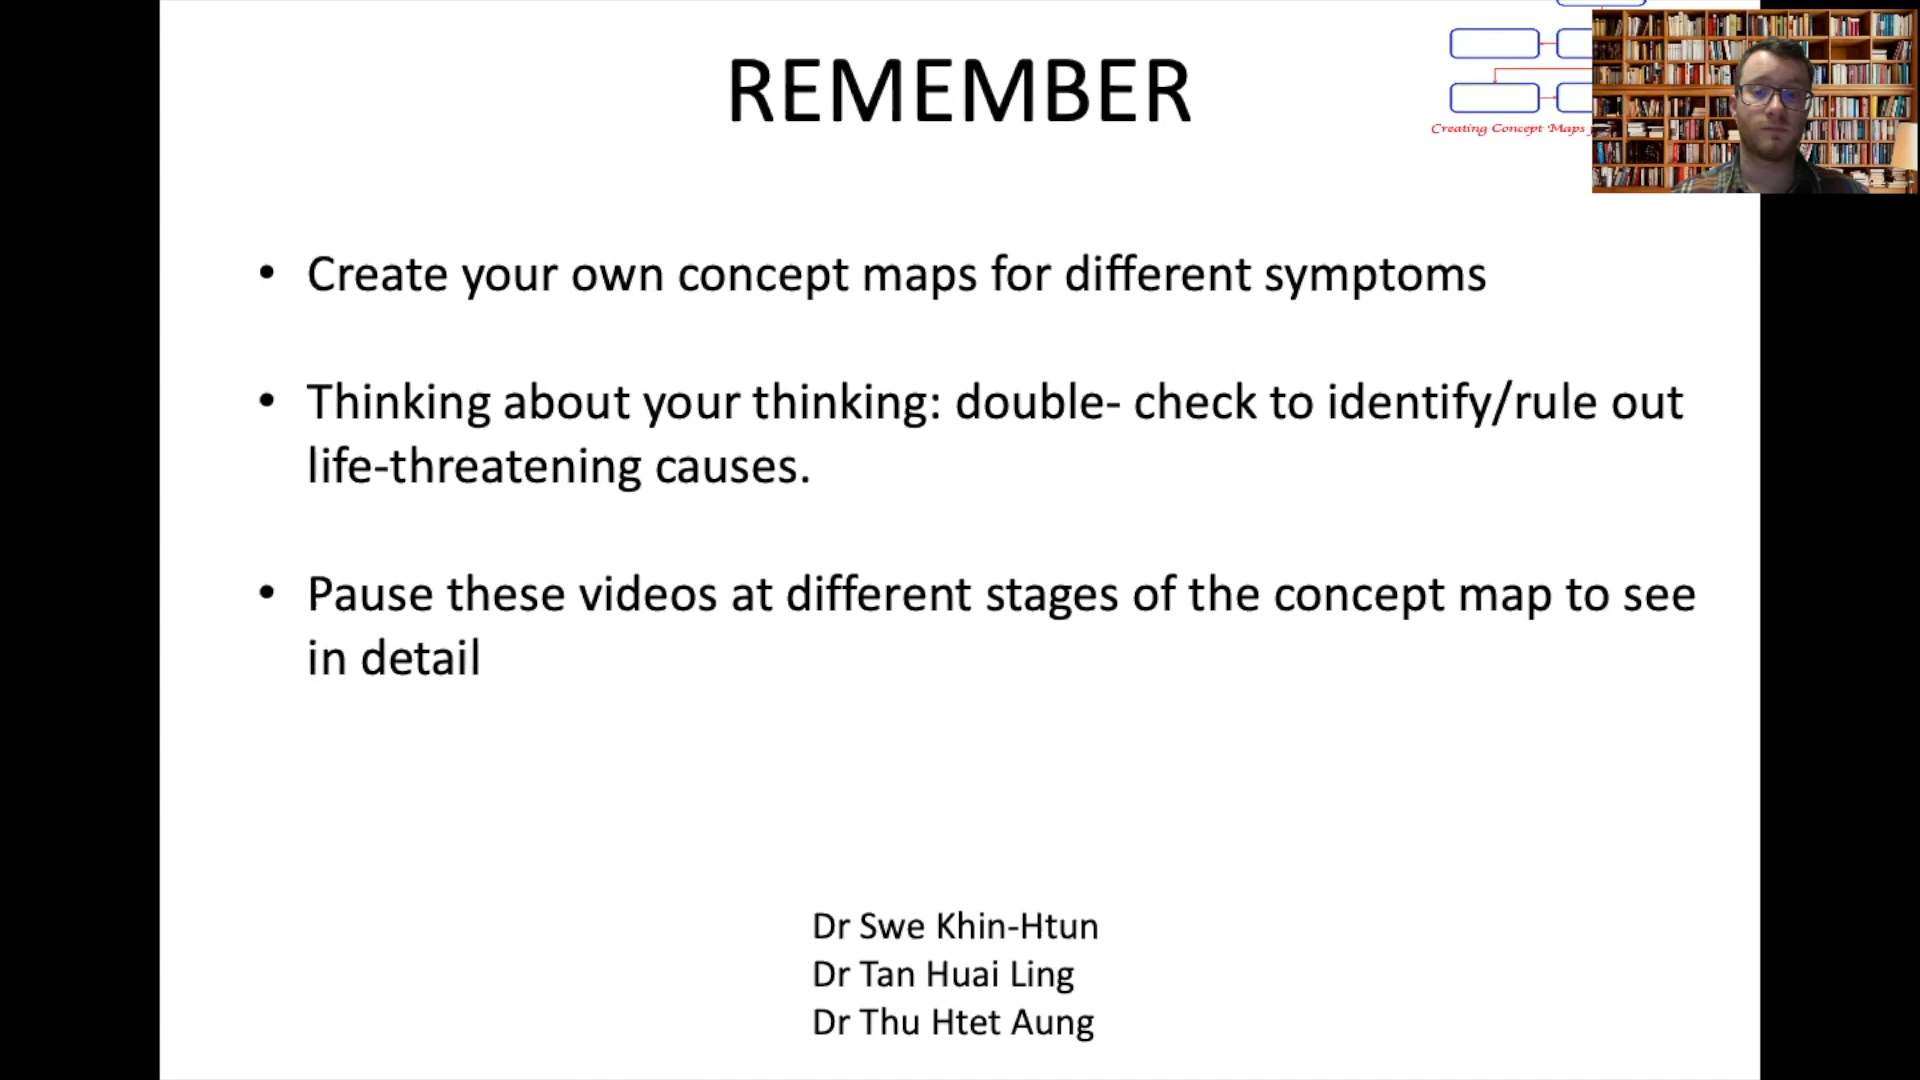 REMEMBER
Creating Concept Maps
• Create your own concept maps for different symptoms
• Thinking about your thinking: double- check to identify/rule out
life-threatening causes.
• Pause these videos at different stages of the concept map to see
in detail
Dr Swe Khin-Htun
Dr Tan Huai Ling
Dr Thu Htet Aung